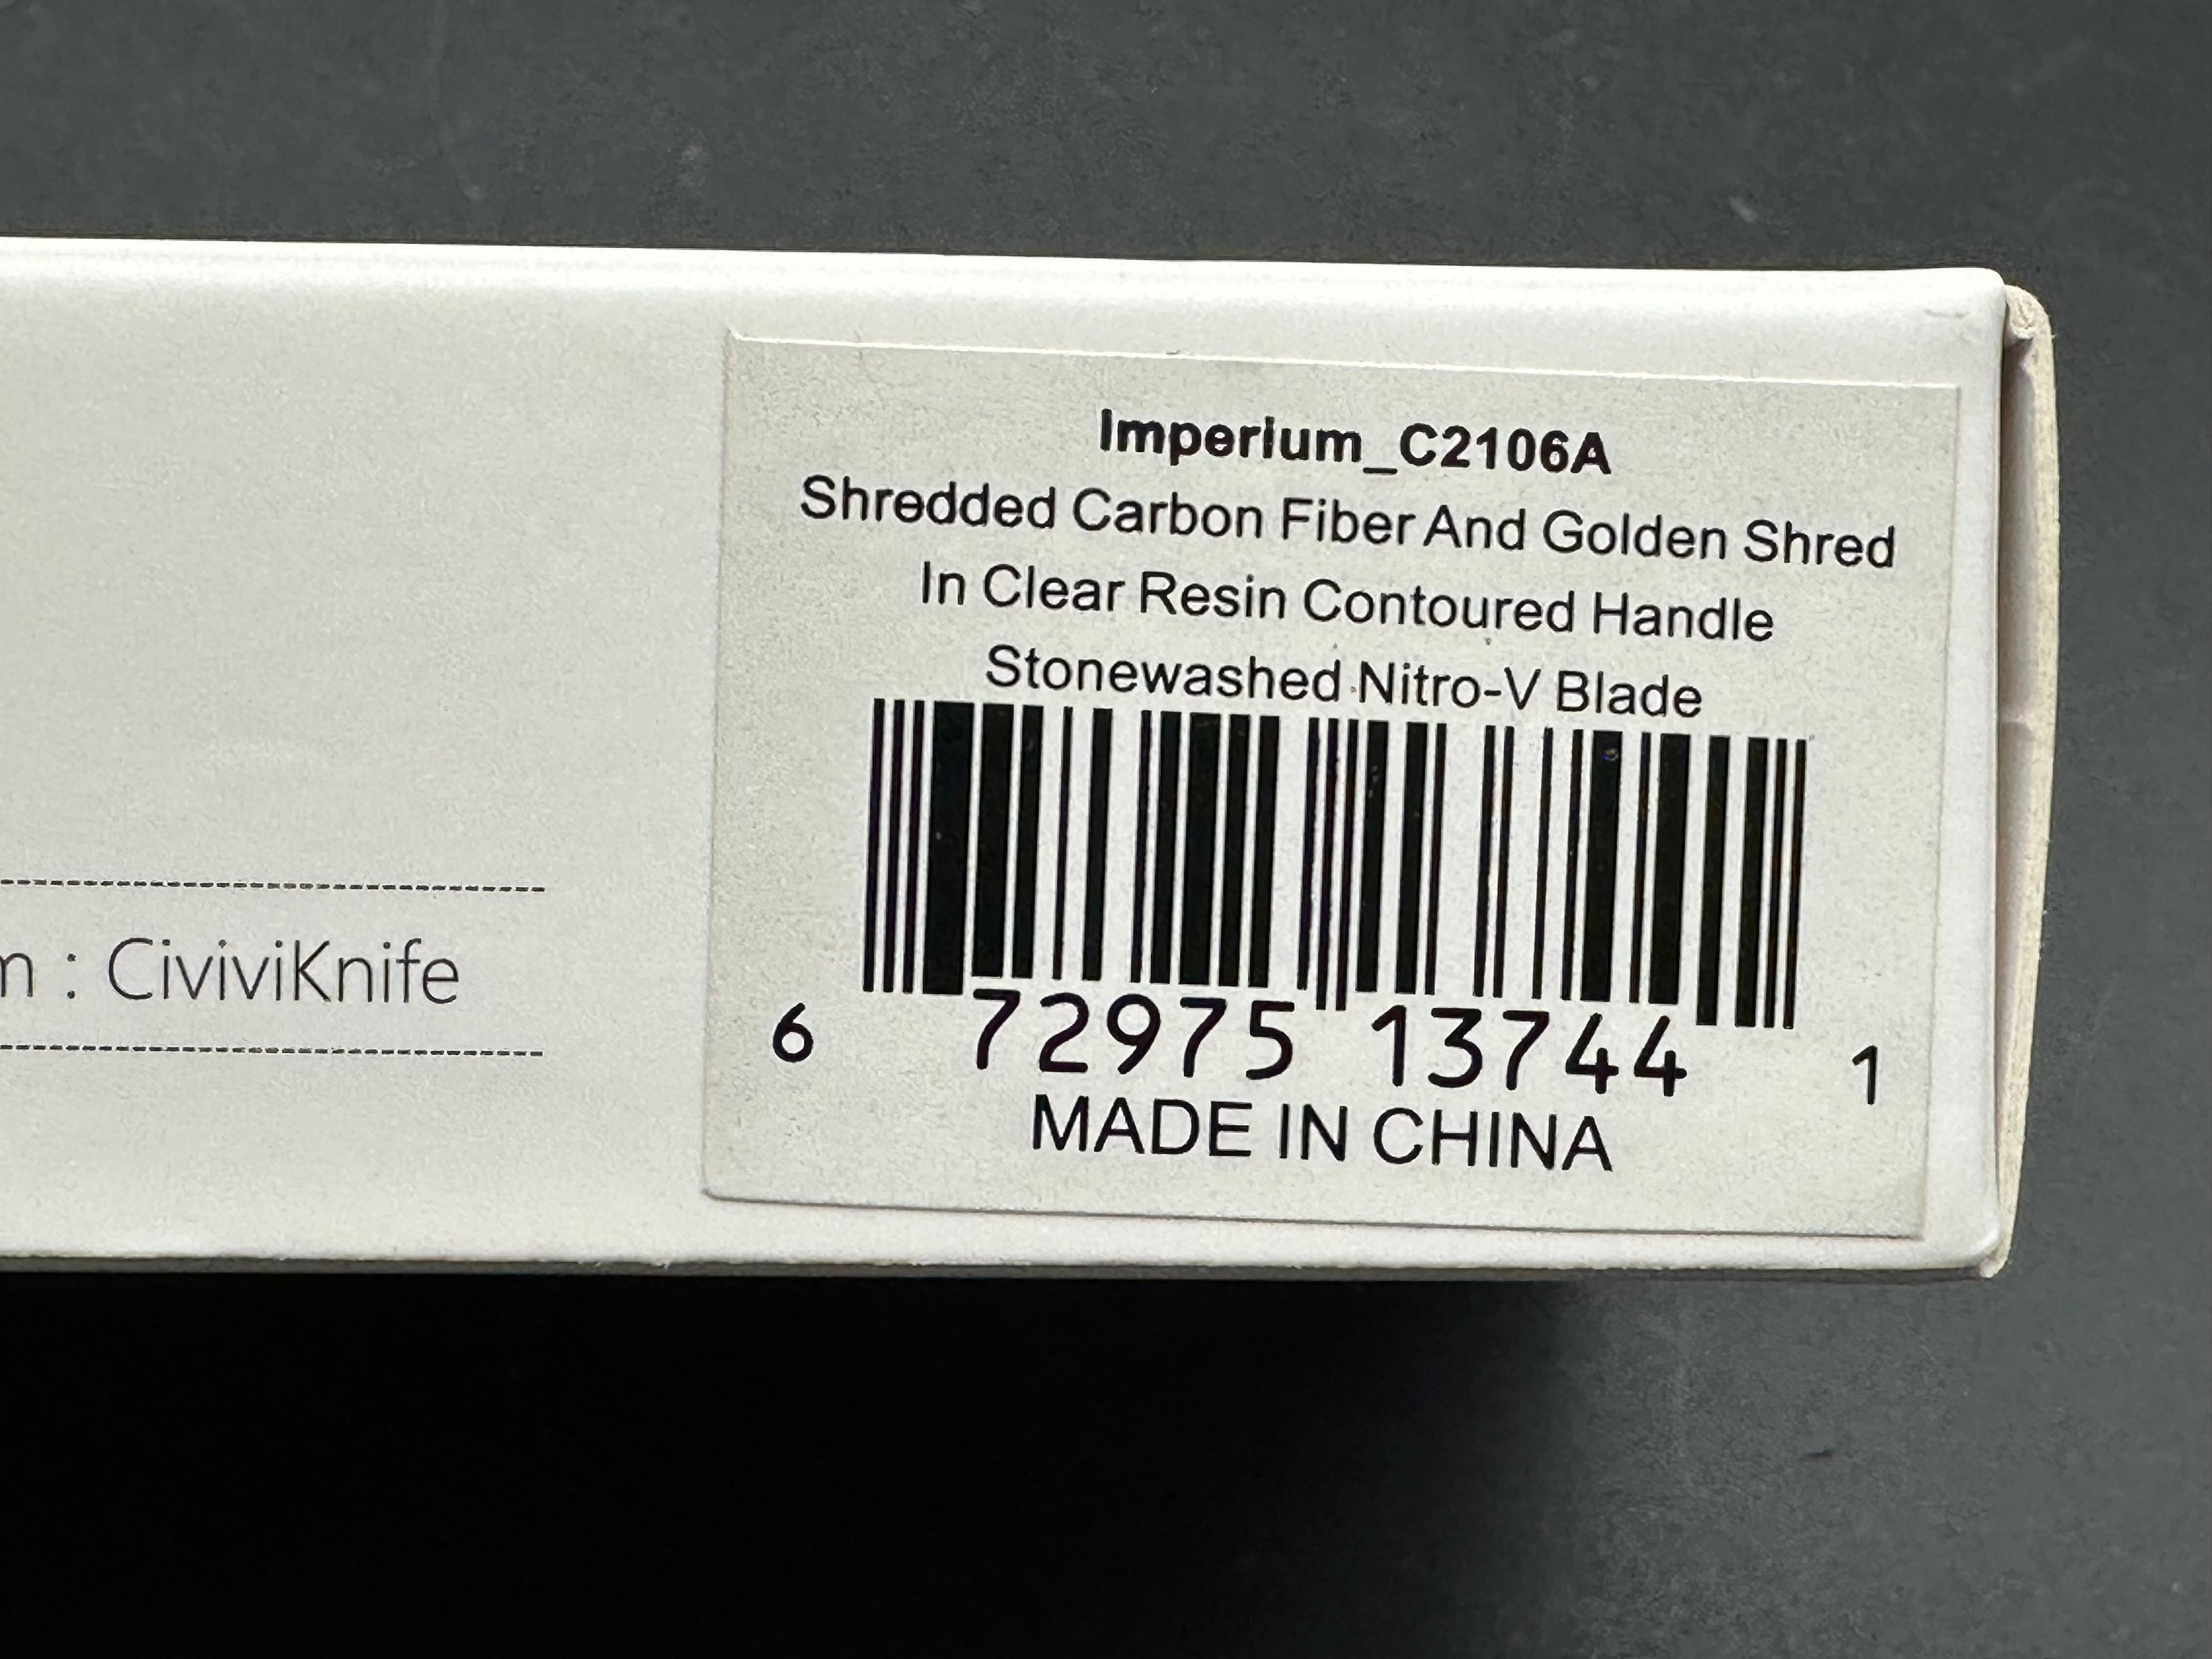 Imperium_C2106A
Shredded Carbon Fiber And Golden Shred
In Clear Resin Contoured Handle
Stonewashed Nitro-V Blade
6 72975 13744 1
MADE IN CHINA
: CiviviKnife